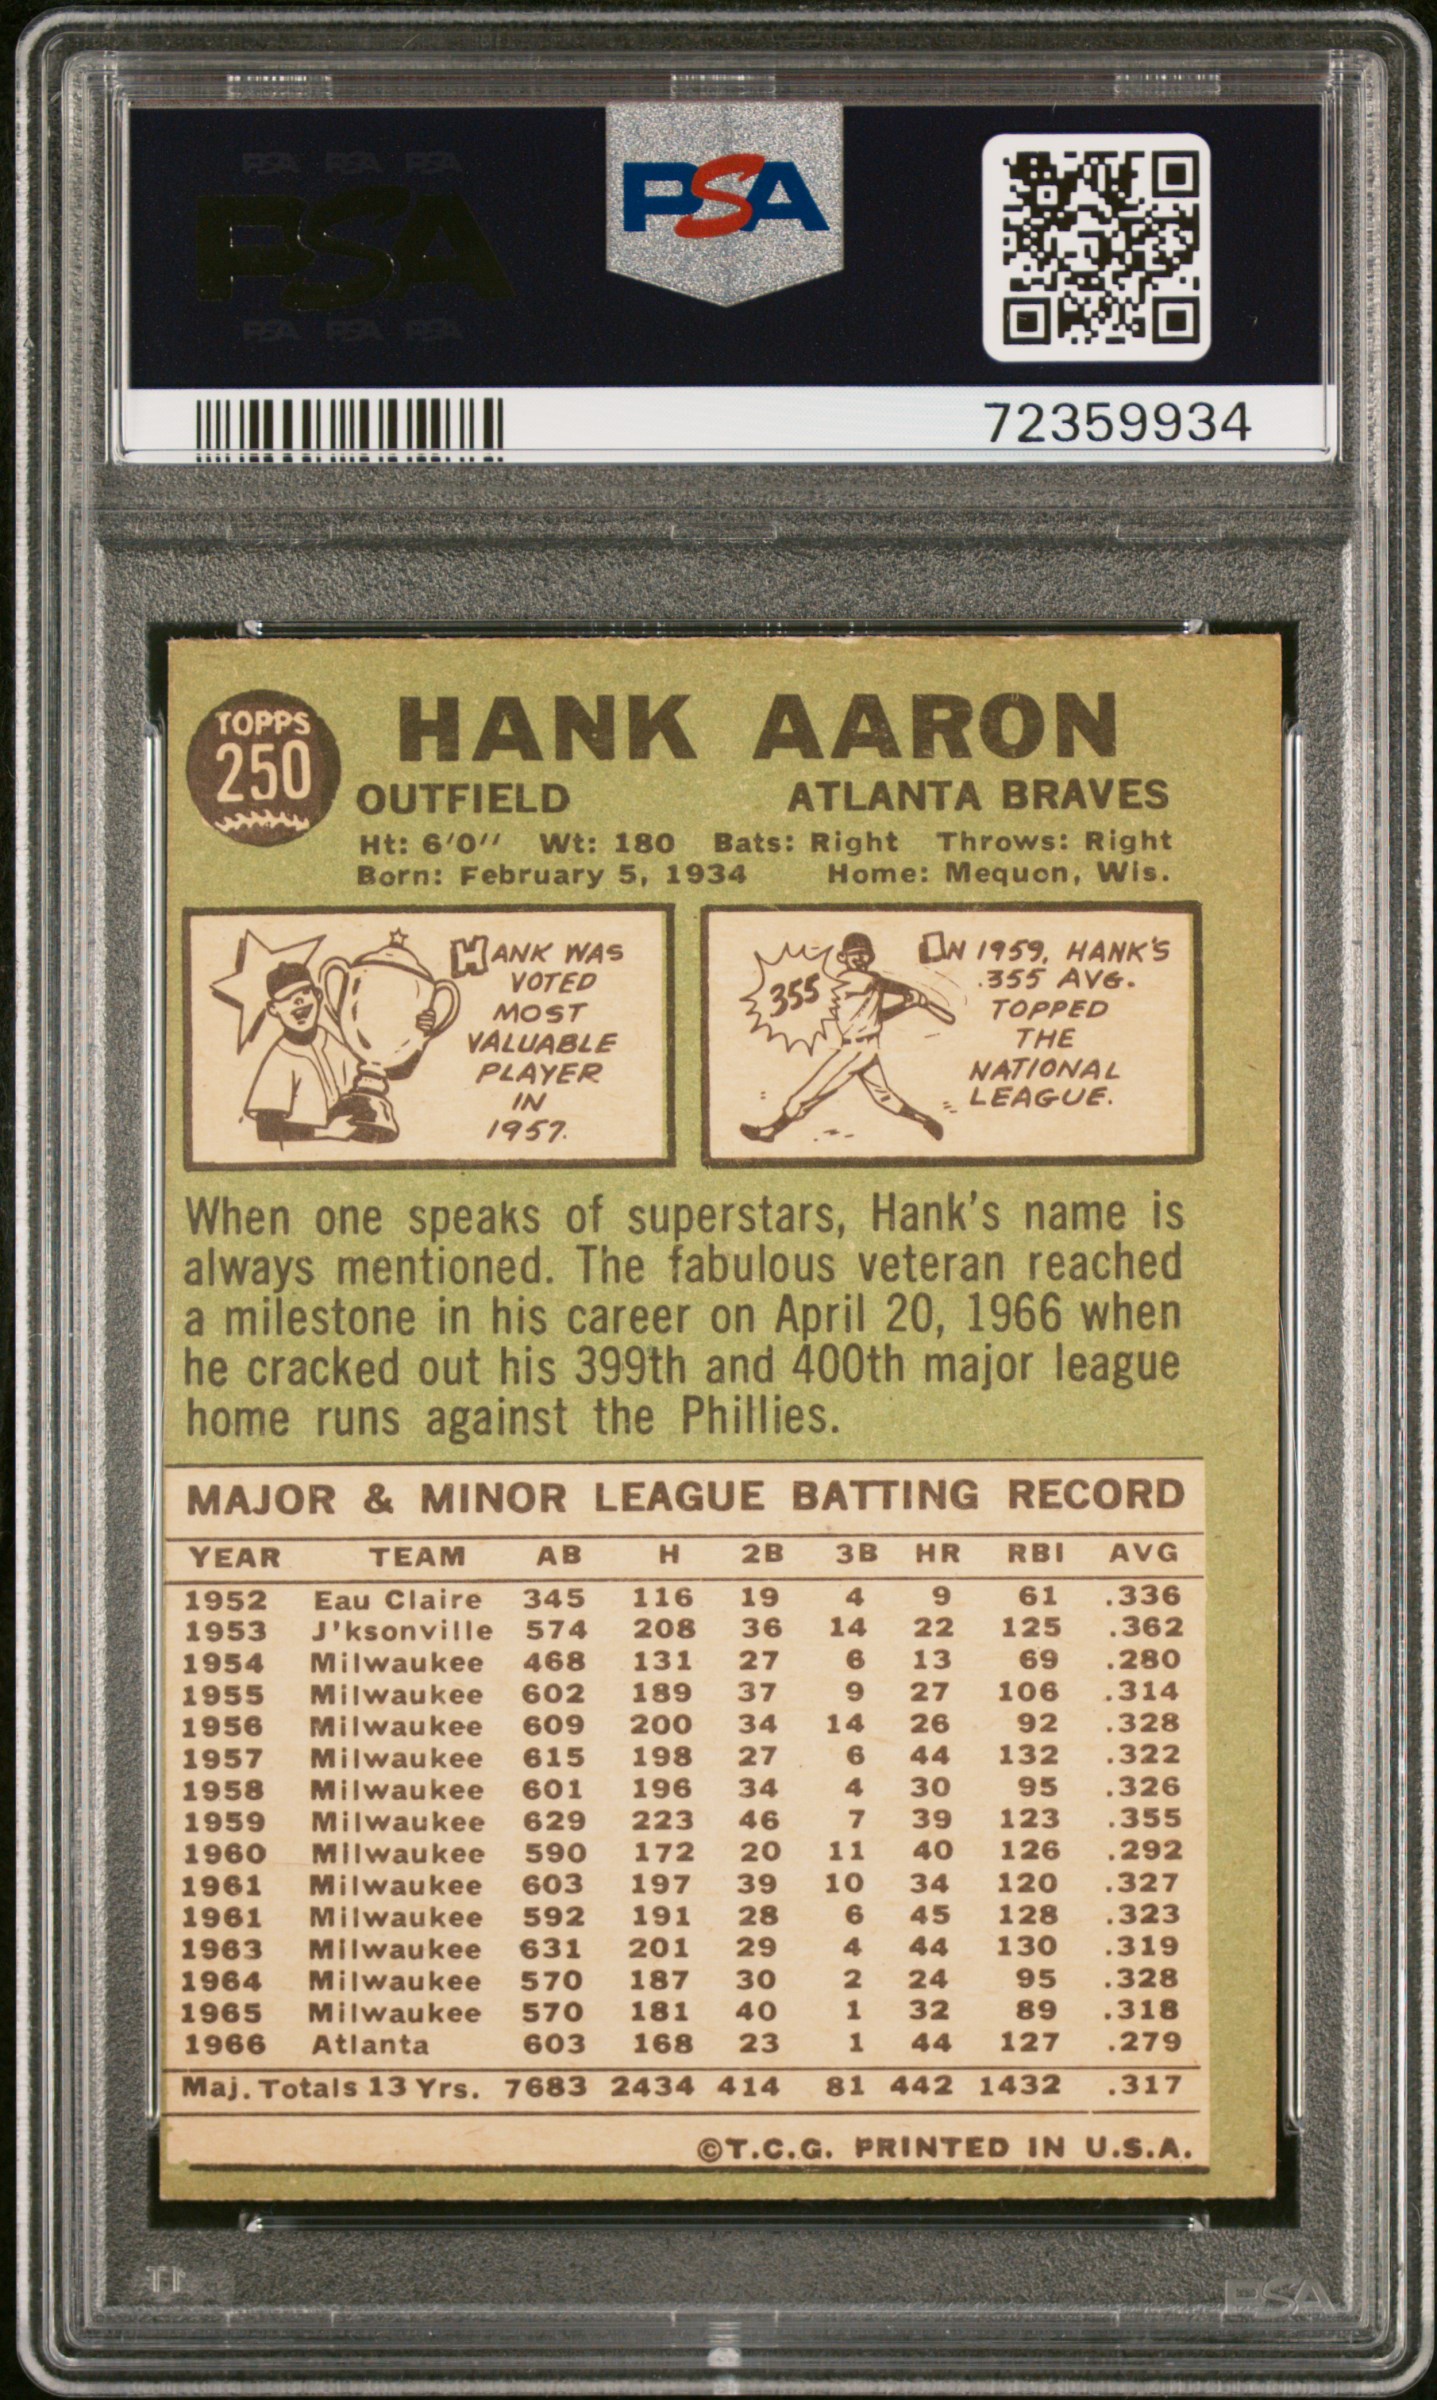 PSA PSA PSA
PSA
PSA PSA PSA
PSA
72359934
TOPPS
250
HANK AARON
OUTFIELD ATLANTA BRAVES
Ht: 6'0'' Wt: 180 Bats: Right Throws: Right
Born: February 5, 1934 Home: Mequon, Wis.
HANK WAS
VOTED
MOST
VALUABLE
PLAYER
IN
1957.
355
IN 1959, HANK'S
.355 AVG.
TOPPED
THE
NATIONAL
LEAGUE.
When one speaks of superstars, Hank's name is
always mentioned. The fabulous veteran reached
a milestone in his career on April 20, 1966 when
he cracked out his 399th and 400th major league
home runs against the Phillies.
MAJOR & MINOR LEAGUE BATTING RECORD
YEAR TEAM AB H 2B 3B HR RBI AVG
1952 Eau Claire 345 116 19 4 9 61 .336
1953 J'ksonville 574 208 36 14 22 125 .362
1954 Milwaukee 468 131 27 6 13 69 .280
1955 Milwaukee 602 189 37 9 27 106 .314
1956 Milwaukee 609 200 34 14 26 92 .328
1957 Milwaukee 615 198 27 6 44 132 .322
1958 Milwaukee 601 196 34 4 30 95 .326
1959 Milwaukee 629 223 46 7 39 123 .355
1960 Milwaukee 590 172 20 11 40 126 .292
1961 Milwaukee 603 197 39 10 34 120 .327
1961 Milwaukee 592 191 28 6 45 128 .323
1963 Milwaukee 631 201 29 4 44 130 .319
1964 Milwaukee 570 187 30 2 24 95 .328
1965 Milwaukee 570 181 40 1 32 89 .318
1966 Atlanta 603 168 23 1 44 127 .279
Maj. Totals 13 Yrs. 7683 2434 414 81 442 1432 .317
©T.C.G. PRINTED IN U.S.A.
PSA